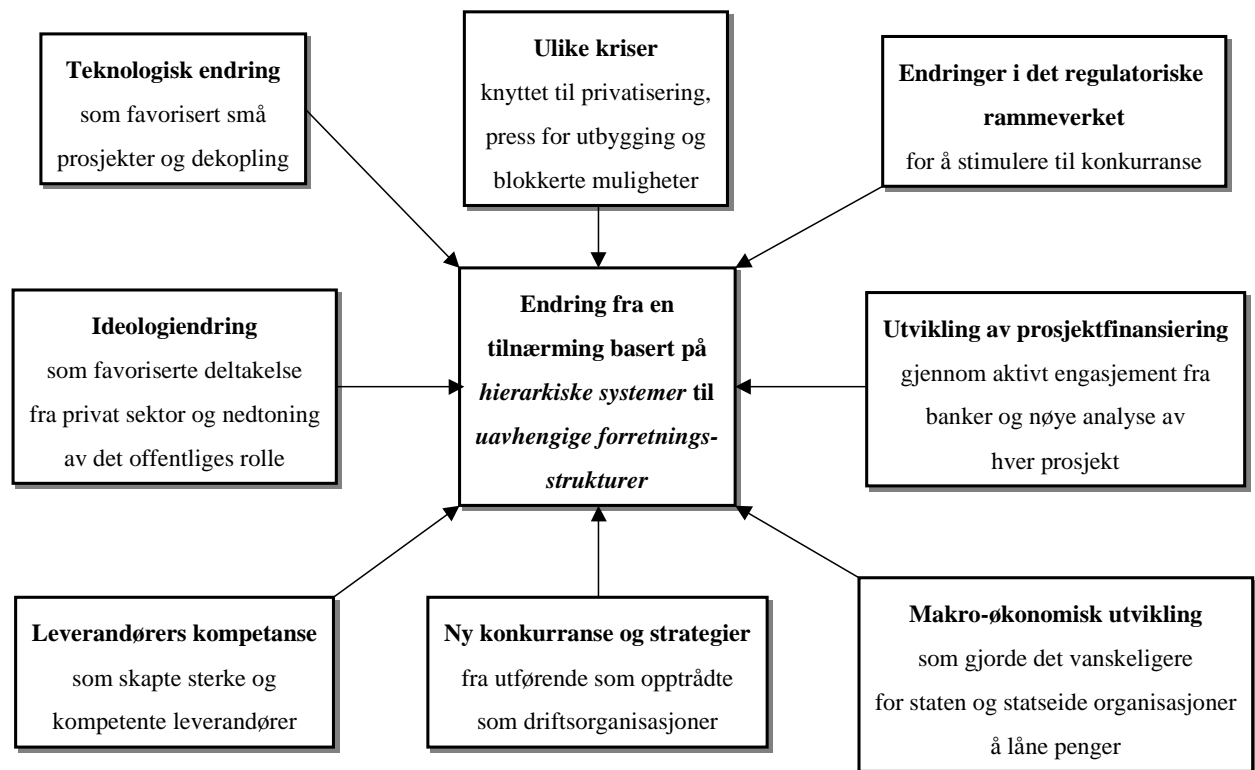 Teknologisk endring
som favorisert små
prosjekter og dekopling
Ulike kriser
knyttet til privatisering,
press for utbygging og
blokkerte muligheter
Endringer i det regulatoriske
rammeverket
for å stimulere til konkurranse
Ideologiendring
som favoriserte deltakelse
fra privat sektor og nedtoning
av det offentliges rolle
Endring fra en
tilnærming basert på
hierarkiske systemer til
uavhengige forretnings-
strukturer
Utvikling av prosjektfinansiering
gjennom aktivt engasjement fra
banker og nøye analyse av
hver prosjekt
Leverandørers kompetanse
som skapte sterke og
kompetente leverandører
Ny konkurranse og strategier
fra utførende som opptrådte
som driftsorganisasjoner
Makro-økonomisk utvikling
som gjorde det vanskeligere
for staten og statseide organisasjoner
å låne penger